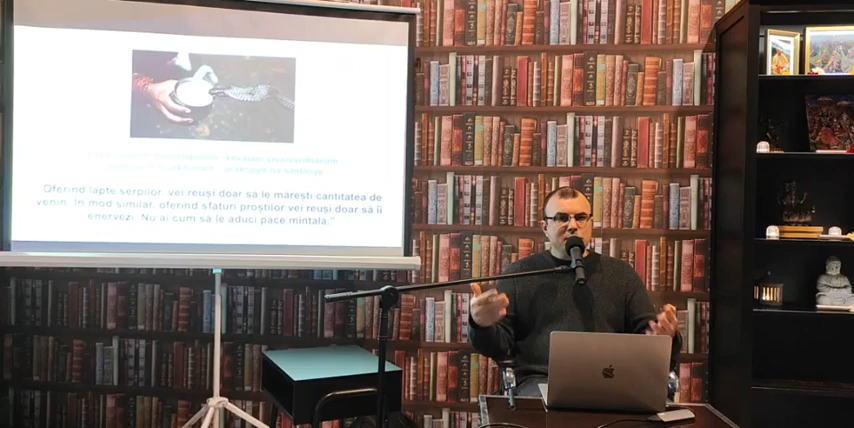 Oferind lapte șerpilor, vei reuși doar să le mărești cantitatea de
venin. În mod similar, oferind sfaturi proștilor vei reuși doar să îi
enervezi. Nu ai cum să le aduci pace mintală.”